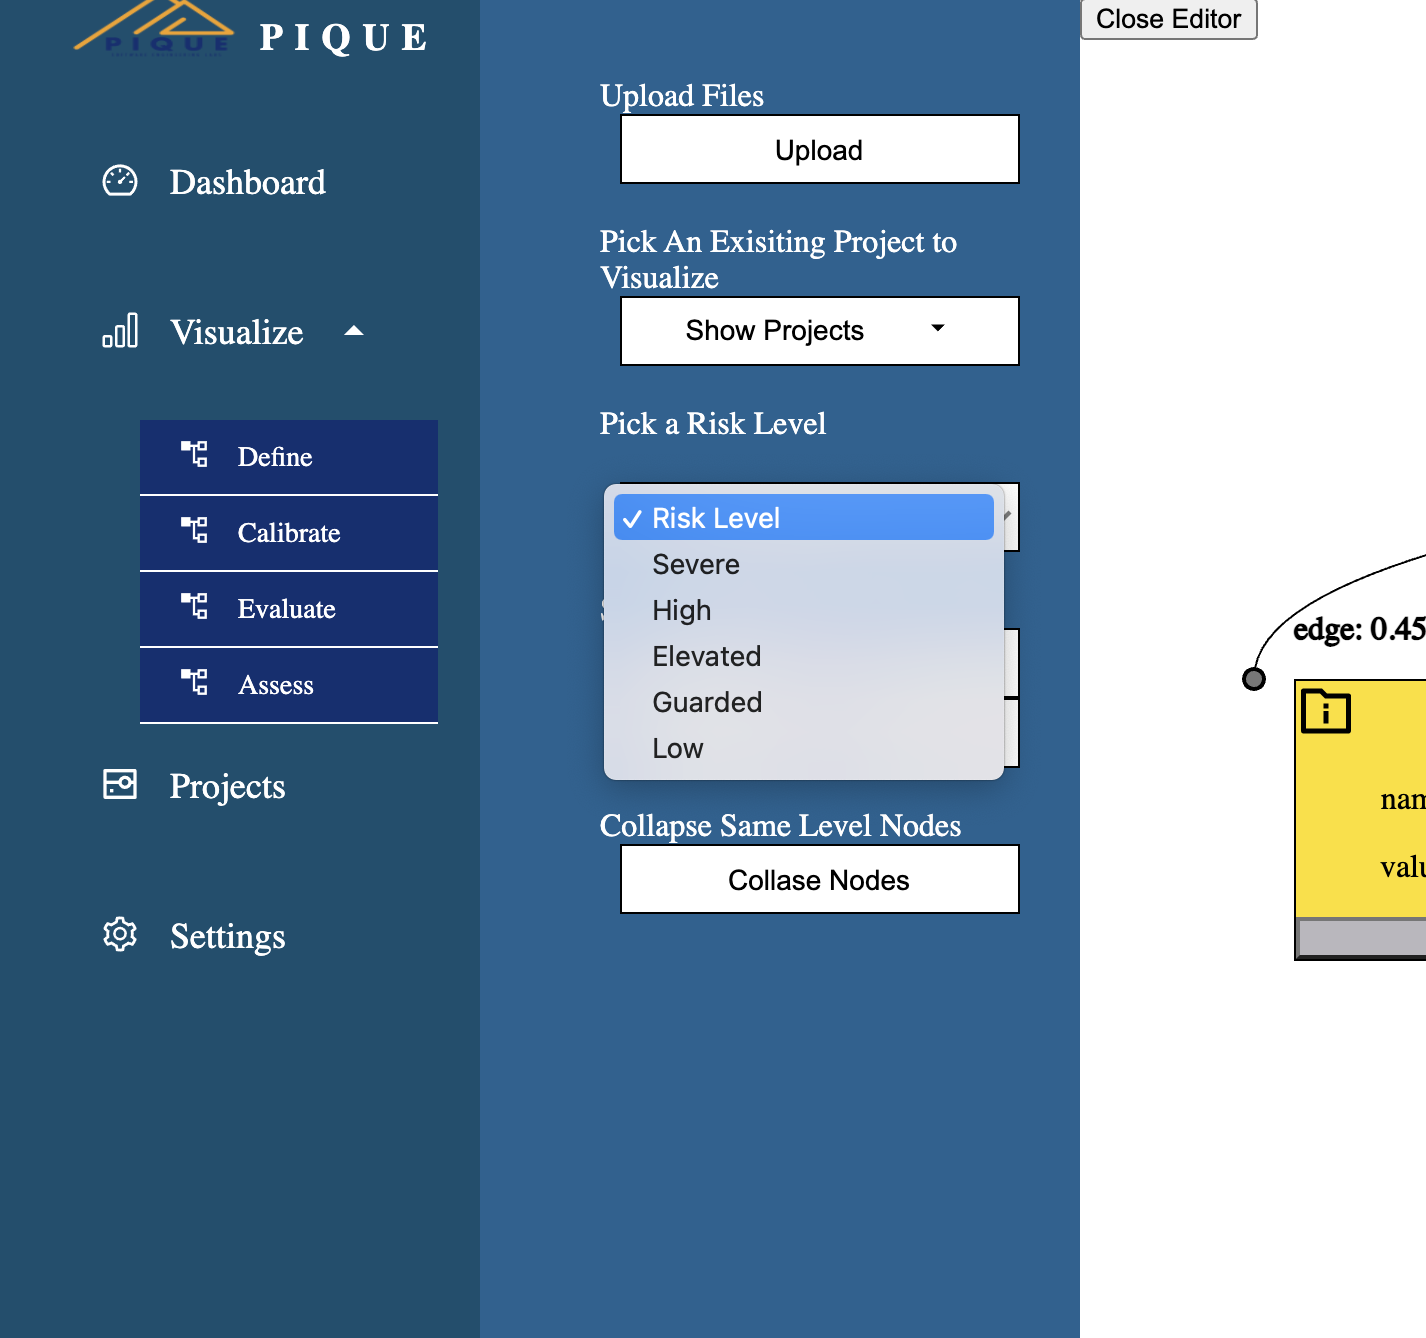 PIQUE
PIQUE
Dashboard
Visualize
Define
Calibrate
Evaluate
Assess
Projects
Settings
Upload Files
Upload
Pick An Exisiting Project to
Visualize
Show Projects
Pick a Risk Level
Risk Level
Severe
High
Elevated
Guarded
Low
Collapse Same Level Nodes
Collase Nodes
Close Editor
edge: 0.45
nam
valu